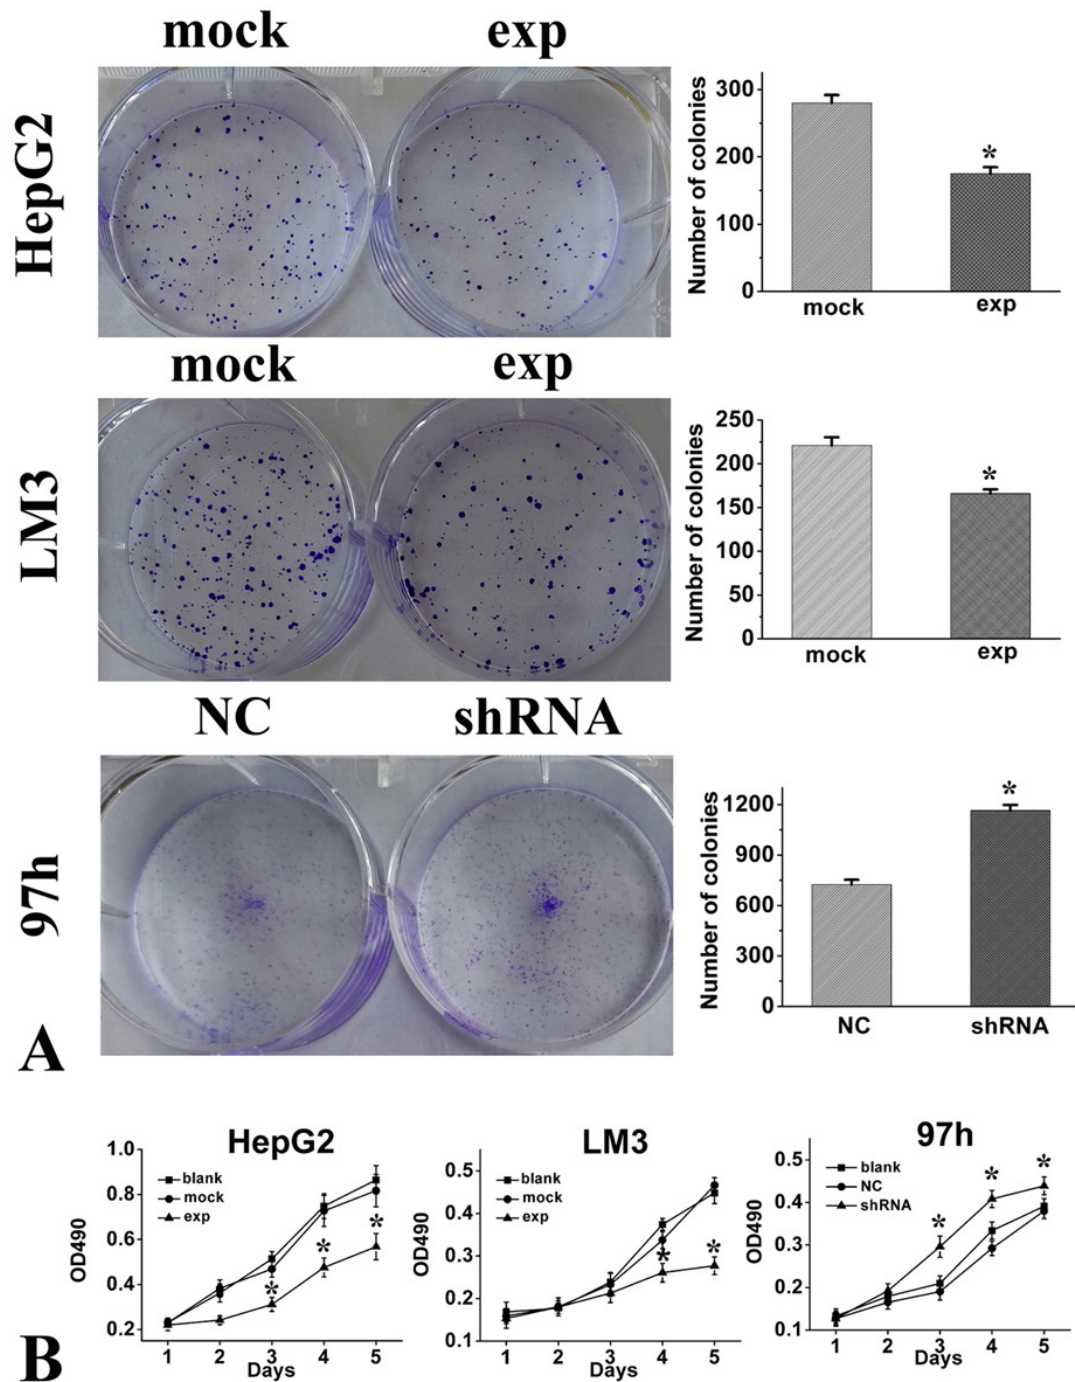 mock exp
HepG2
Number of colonies
300
200
100
0
*
mock exp
mock exp
LM3
Number of colonies
250
200
150
100
50
0
*
mock exp
NC shRNA
97h
Number of colonies
1200
900
600
300
0
*
NC shRNA
A
HepG2
OD490
1.0
0.8
0.6
0.4
0.2
blank
mock
exp
* * *
1 2 3 4 5
Days
LM3
OD490
0.5
0.4
0.3
0.2
0.1
blank
mock
exp
* *
1 2 3 4 5
Days
97h
OD490
0.5
0.4
0.3
0.2
0.1
blank
NC
shRNA
* * *
1 2 3 4 5
Days
B